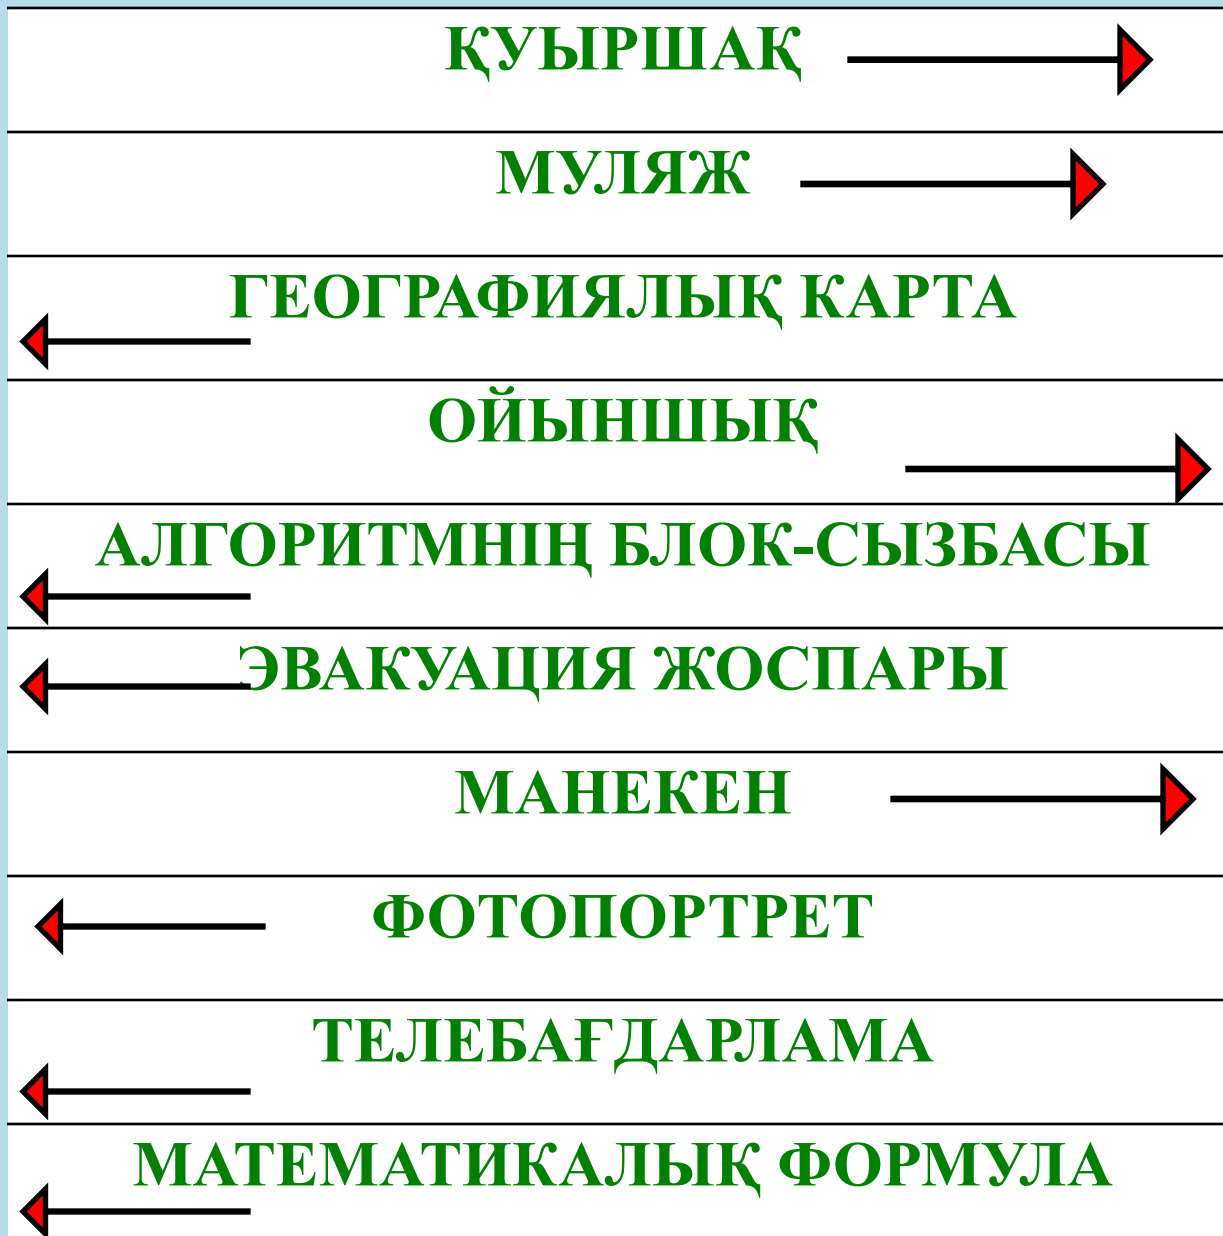 ҚУЫРШАҚ
МУЛЯЖ
ГЕОГРАФИЯЛЫҚ КАРТА
ОЙЫНШЫҚ
АЛГОРИТМНІҢ БЛОК-СЫЗБАСЫ
ЭВАКУАЦИЯ ЖОСПАРЫ
МАНЕКЕН
ФОТОПОРТРЕТ
ТЕЛЕБАҒДАРЛАМА
МАТЕМАТИКАЛЫҚ ФОРМУЛА